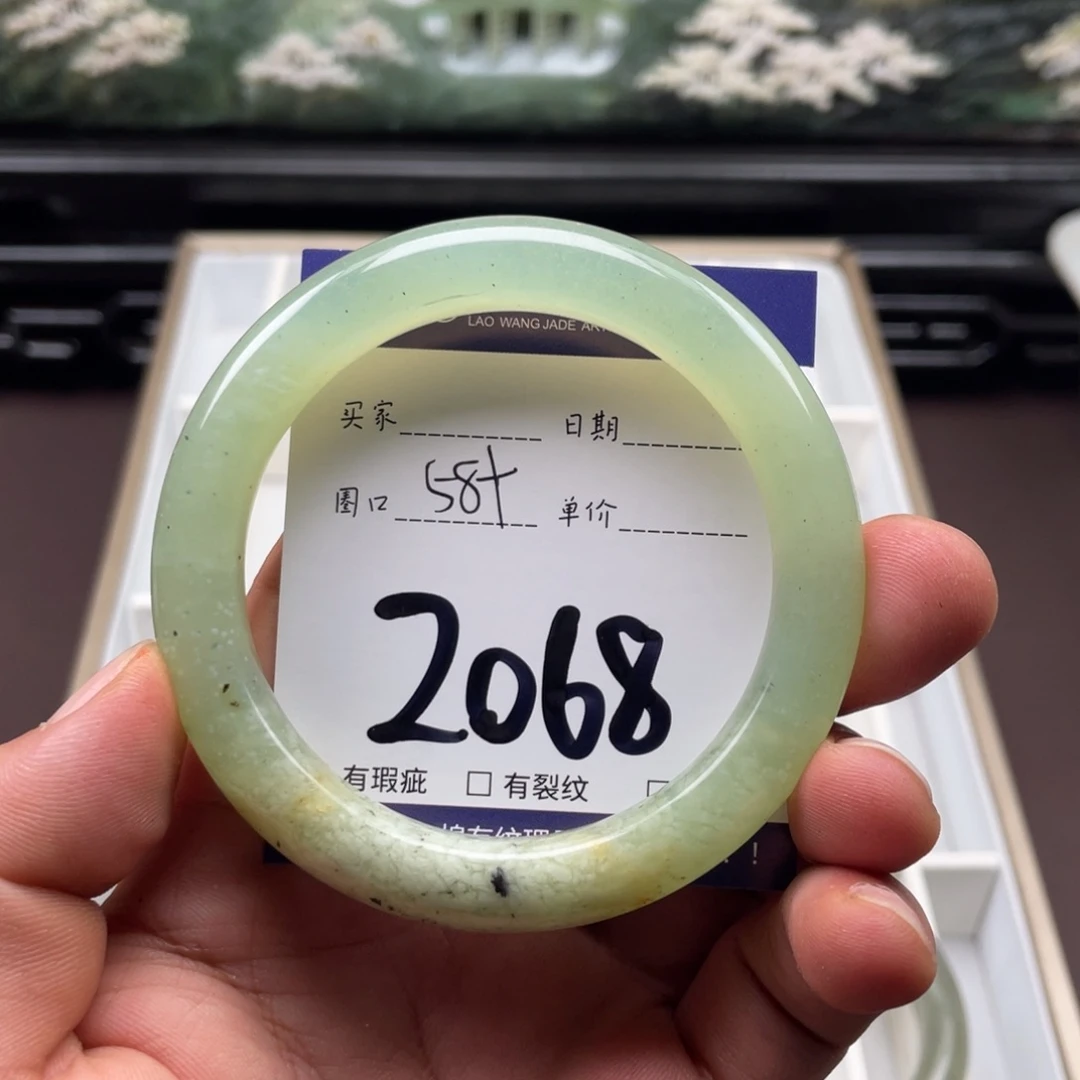 LAO WANG JADE
买家 日期
圈口 58+ 单价
2068
有瑕疵 □ 有裂纹 □